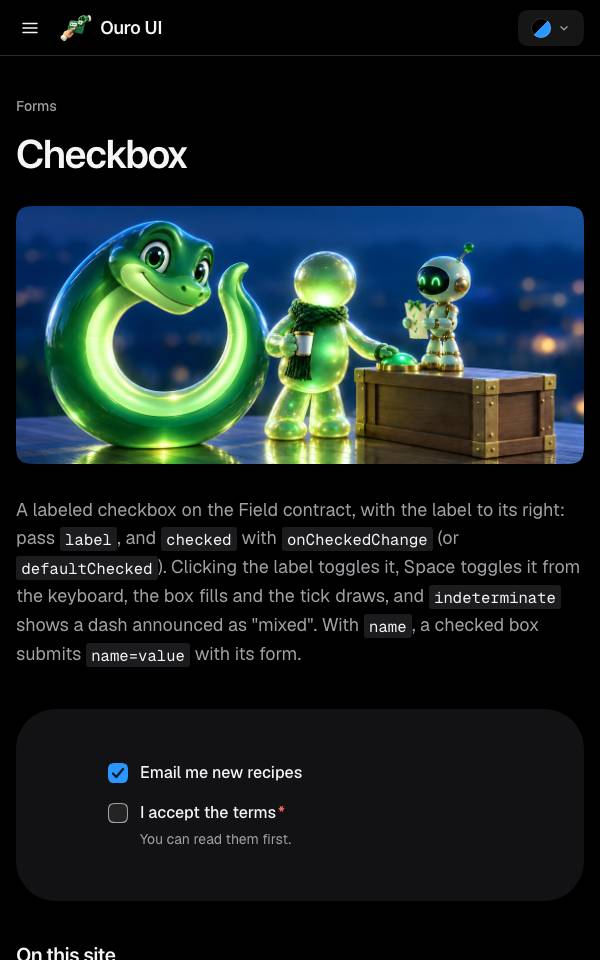 Ouro UI
Forms
Checkbox
A labeled checkbox on the Field contract, with the label to its right:
pass label, and checked with onCheckedChange (or
defaultChecked). Clicking the label toggles it, Space toggles it from
the keyboard, the box fills and the tick draws, and indeterminate
shows a dash announced as "mixed". With name, a checked box
submits name=value with its form.
Email me new recipes
I accept the terms*
You can read them first.
On this site